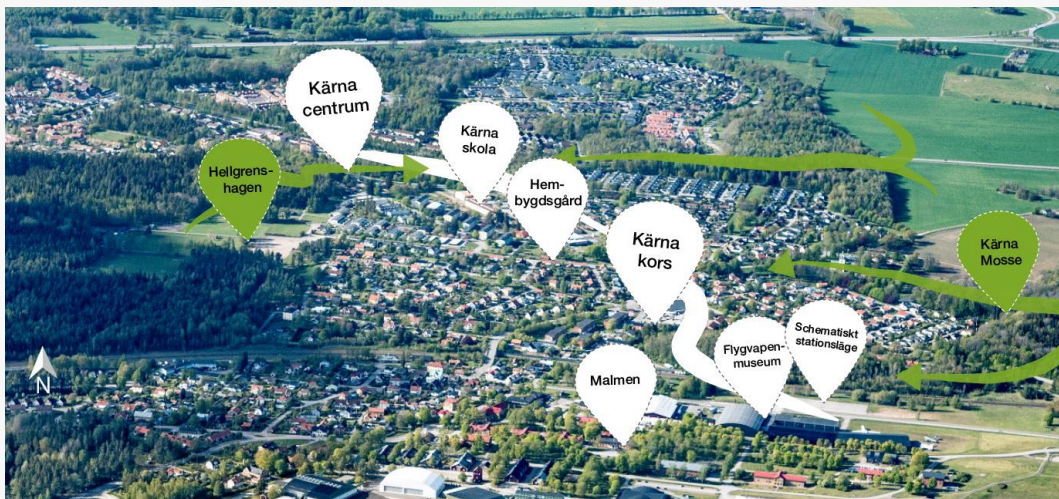 Kärna
centrum
Kärna
skola
Hellgrens-
hagen
Hem-
bygdsgård
Kärna
kors
Kärna
Mosse
Schematiskt
stationsläge
Flygvapen-
museum
Malmen
N